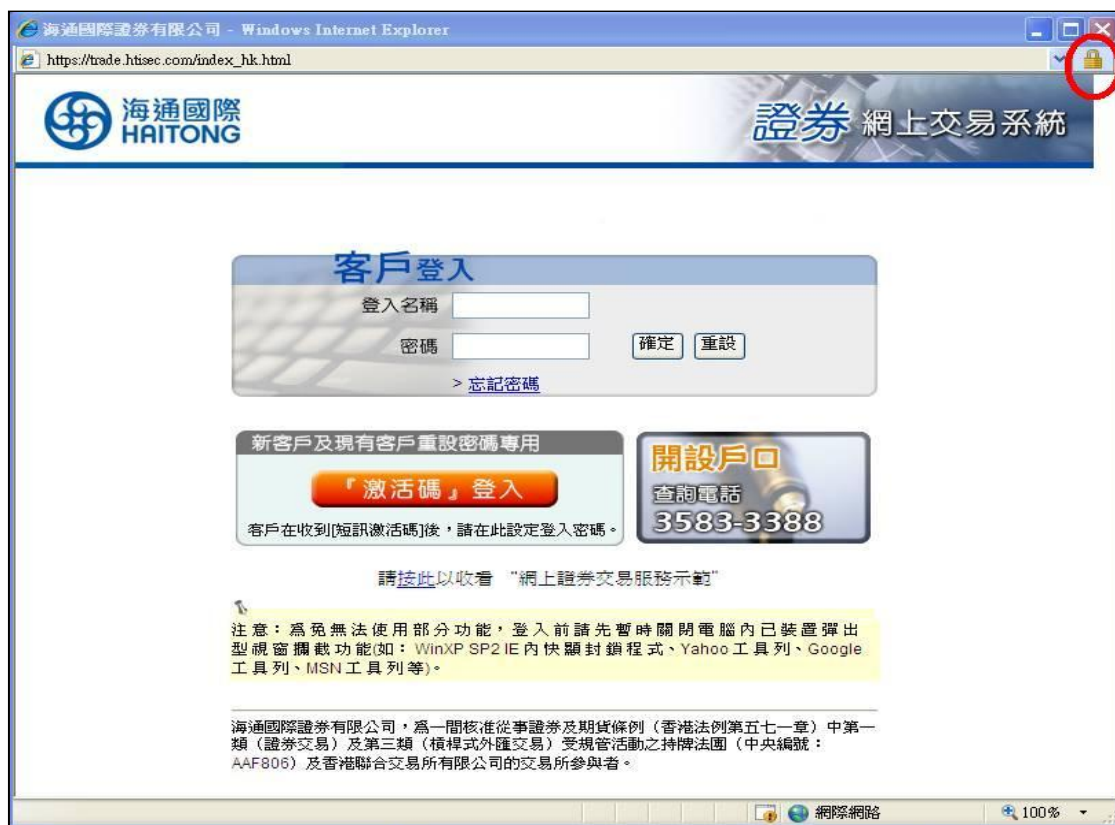 海通國際證券有限公司 - Windows Internet Explorer
https://trade.htisec.com/index_hk.html
海通國際
HAITONG
證券 網上交易系統
客戶登入
登入名稱
密碼
確定 重設
> 忘記密碼
新客戶及現有客戶重設密碼專用
『激活碼』登入
客戶在收到[短訊激活碼]後，請在此設定登入密碼。
開設戶口
查詢電話
3583-3388
請按此以收看 “網上證券交易服務示範”
注意：為免無法使用部分功能，登入前請先暫時關閉電腦內已裝置彈出
型視窗攔截功能(如：WinXP SP2 IE內快顯封鎖程式、Yahoo工具列、Google
工具列、MSN工具列等)。
海通國際證券有限公司，為一間核准從事證券及期貨條例（香港法例第五七一章）中第一
類（證券交易）及第三類（槓桿式外匯交易）受規管活動之持牌法團（中央編號：
AAF806）及香港聯合交易所有限公司的交易所參與者。
網際網路
100%